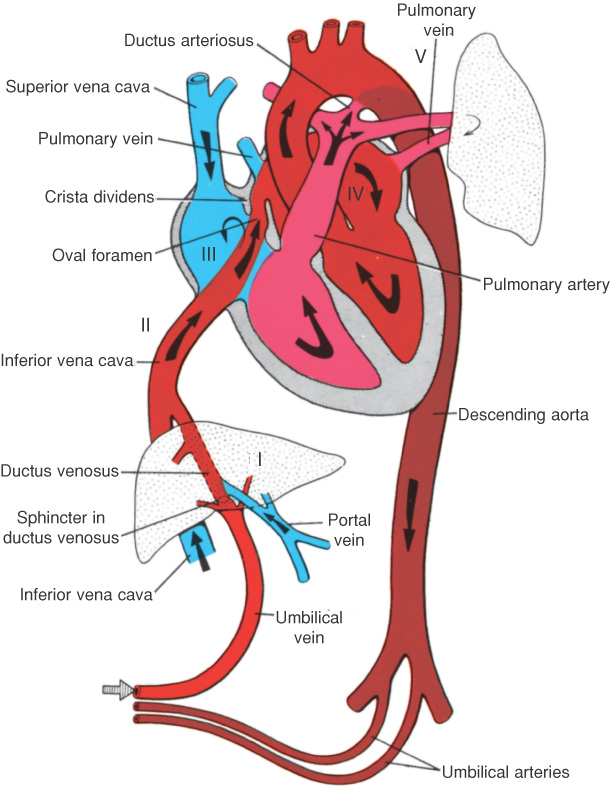 Pulmonary
vein
Ductus arteriosus
V
Superior vena cava
Pulmonary vein
Crista dividens
IV
Oval foramen
III
Pulmonary artery
II
Inferior vena cava
Descending aorta
I
Ductus venosus
Sphincter in
ductus venosus
Portal
vein
Inferior vena cava
Umbilical
vein
Umbilical arteries